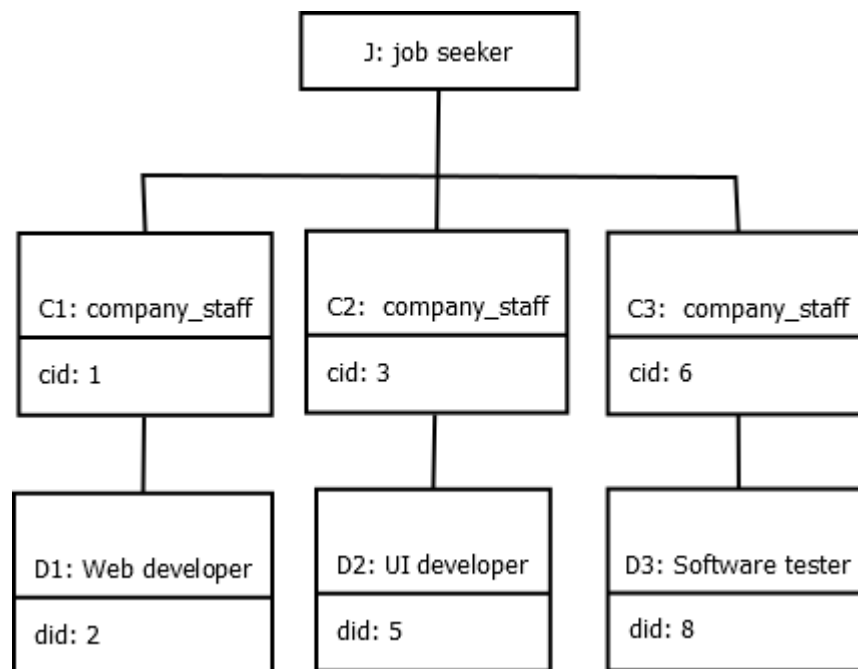 J: job seeker
C1: company_staff
cid: 1
C2: company_staff
cid: 3
C3: company_staff
cid: 6
D1: Web developer
did: 2
D2: UI developer
did: 5
D3: Software tester
did: 8